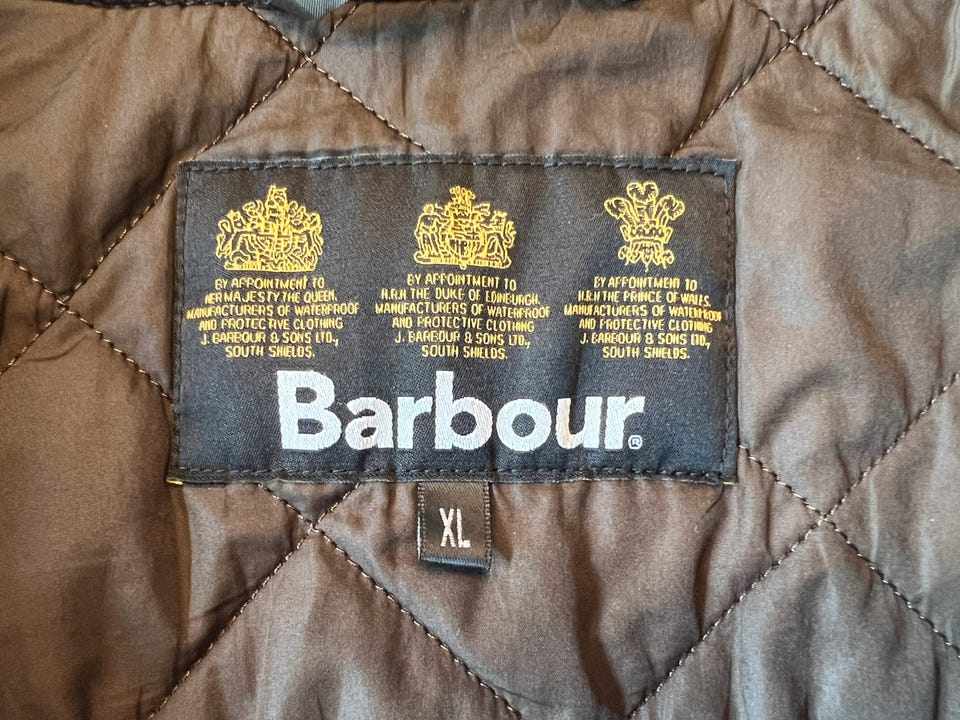 BY APPOINTMENT TO
HER MAJESTY THE QUEEN.
MANUFACTURERS OF WATERPROOF
AND PROTECTIVE CLOTHING
J. BARBOUR & SONS LTD.,
SOUTH SHIELDS.
BY APPOINTMENT TO
H.R.H THE DUKE OF EDINBURGH.
MANUFACTURERS OF WATERPROOF
AND PROTECTIVE CLOTHING
J. BARBOUR & SONS LTD.,
SOUTH SHIELDS.
BY APPOINTMENT TO
H.R.H THE PRINCE OF WALES.
MANUFACTURERS OF WATERPROOF
AND PROTECTIVE CLOTHING
J. BARBOUR & SONS LTD.,
SOUTH SHIELDS.
Barbour®
XL